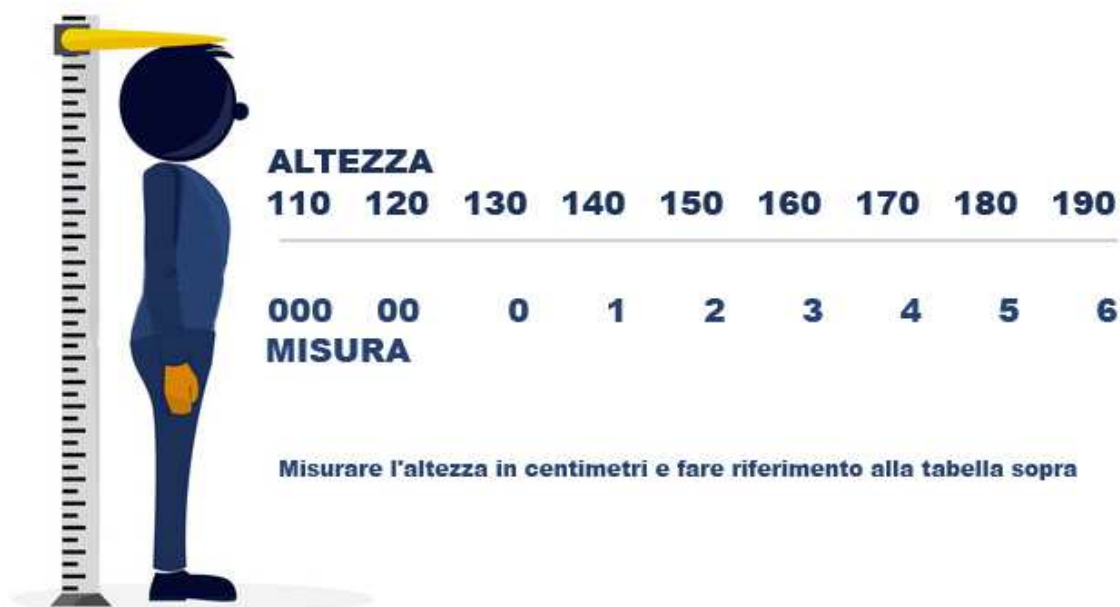 ALTEZZA
110 120 130 140 150 160 170 180 190
000 00 0 1 2 3 4 5 6
MISURA
Misurare l'altezza in centimetri e fare riferimento alla tabella sopra